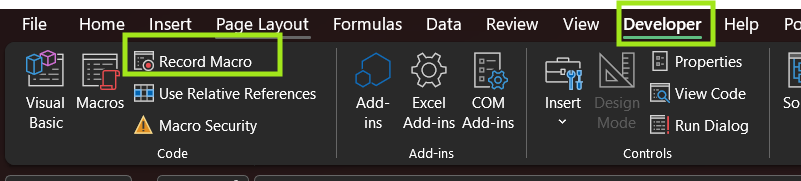 File Home Insert Page Layout Formulas Data Review View Developer Help
Visual Basic
Macros
Record Macro
Use Relative References
Macro Security
Code
Add-ins
Excel Add-ins
COM Add-ins
Add-ins
Insert
Design Mode
Properties
View Code
Run Dialog
Controls